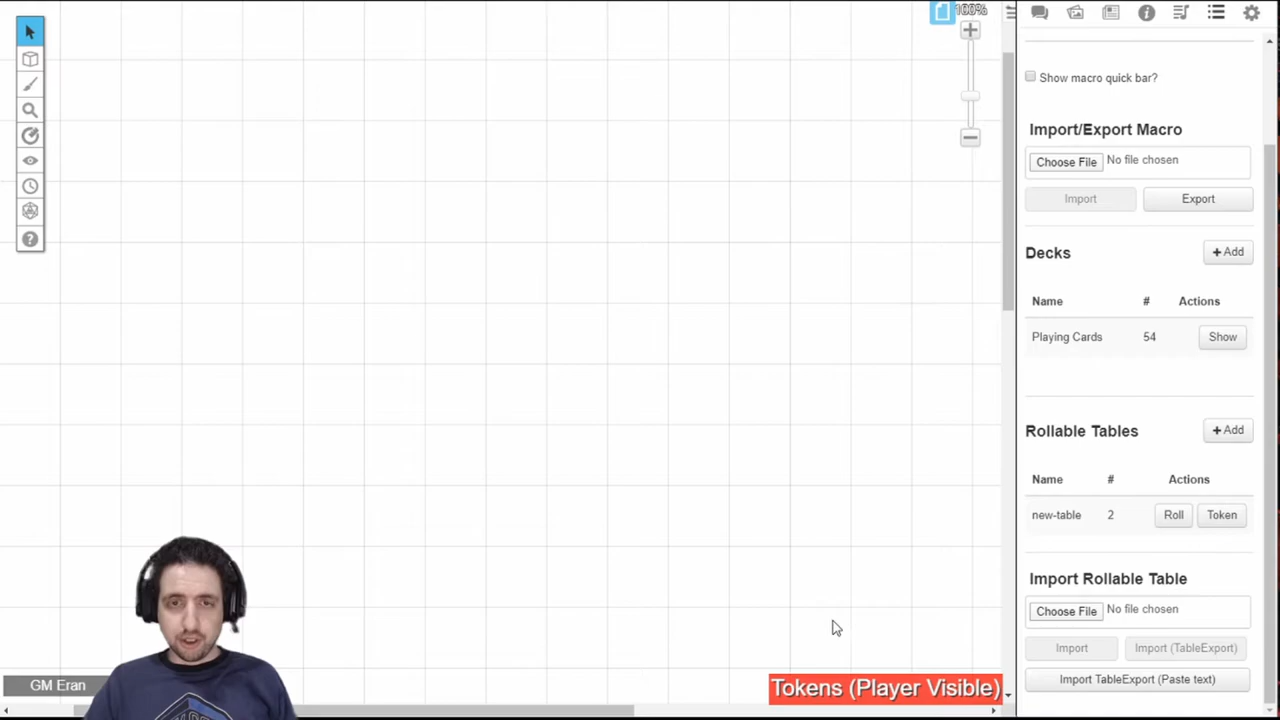 100%
Show macro quick bar?
Import/Export Macro
Choose File No file chosen
Import Export
Decks + Add
Name # Actions
Playing Cards 54 Show
Rollable Tables + Add
Name # Actions
new-table 2 Roll Token
Import Rollable Table
Choose File No file chosen
Import Import (TableExport)
Import TableExport (Paste text)
GM Eran
Tokens (Player Visible)